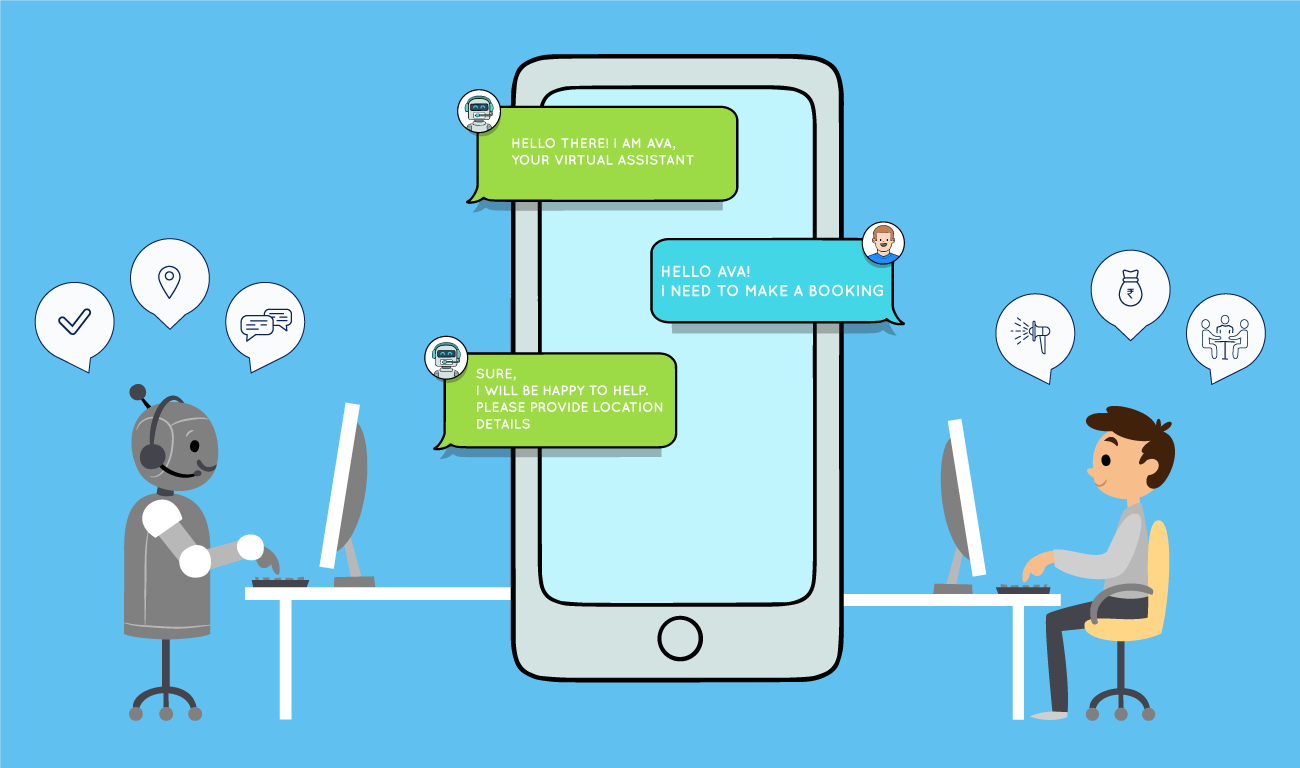 HELLO THERE! I AM AVA,
YOUR VIRTUAL ASSISTANT
HELLO AVA!
I NEED TO MAKE A BOOKING
SURE,
I WILL BE HAPPY TO HELP.
PLEASE PROVIDE LOCATION
DETAILS
₹